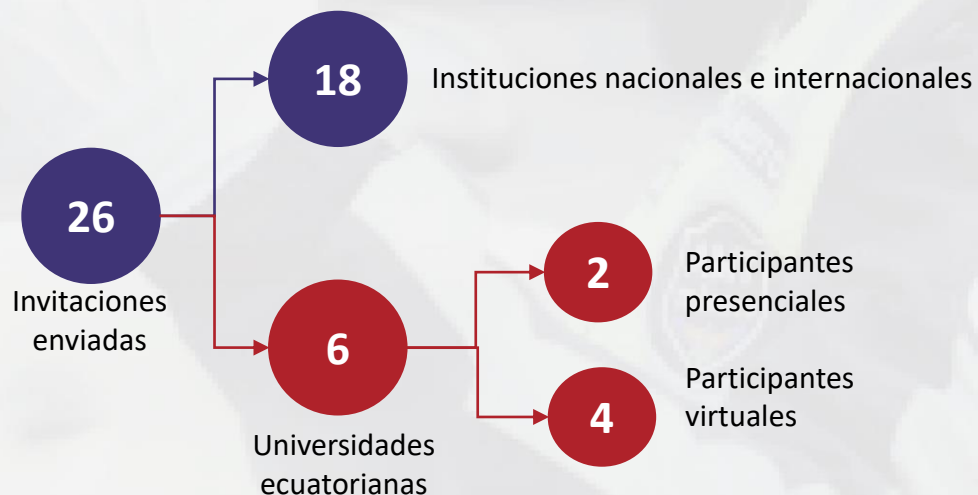 18
Instituciones nacionales e internacionales
26
Invitaciones
enviadas
6
Universidades
ecuatorianas
2
Participantes
presenciales
4
Participantes
virtuales